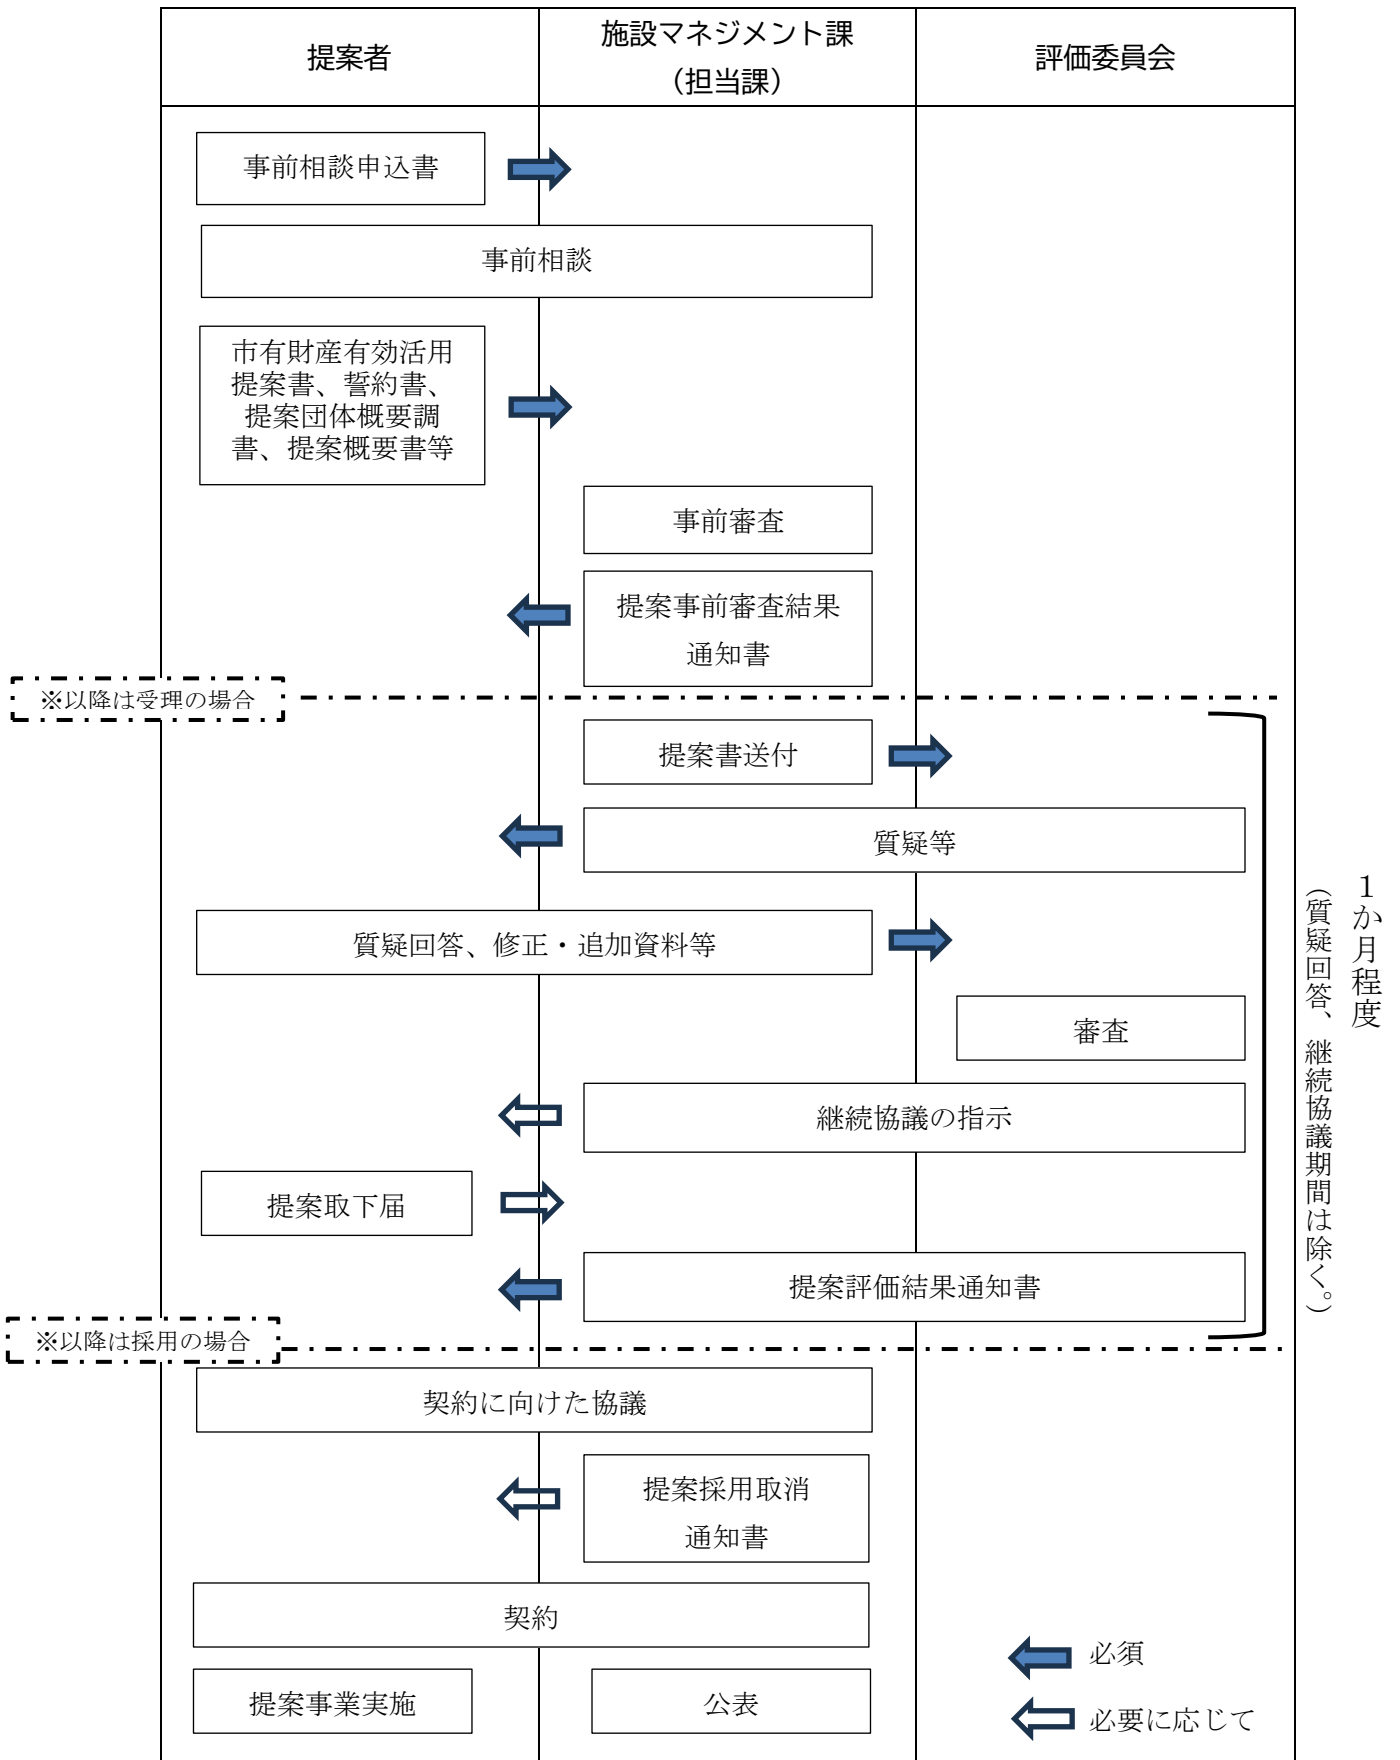 提案者
施設マネジメント課
（担当課）
評価委員会
事前相談申込書
事前相談
市有財産有効活用
提案書、誓約書、
提案団体概要調
書、提案概要書等
事前審査
提案事前審査結果
通知書
※以降は受理の場合
提案書送付
質疑等
質疑回答、修正・追加資料等
審査
継続協議の指示
提案取下届
提案評価結果通知書
１か月程度
（質疑回答、継続協議期間は除く。）
※以降は採用の場合
契約に向けた協議
提案採用取消
通知書
契約
提案事業実施
公表
必須
必要に応じて